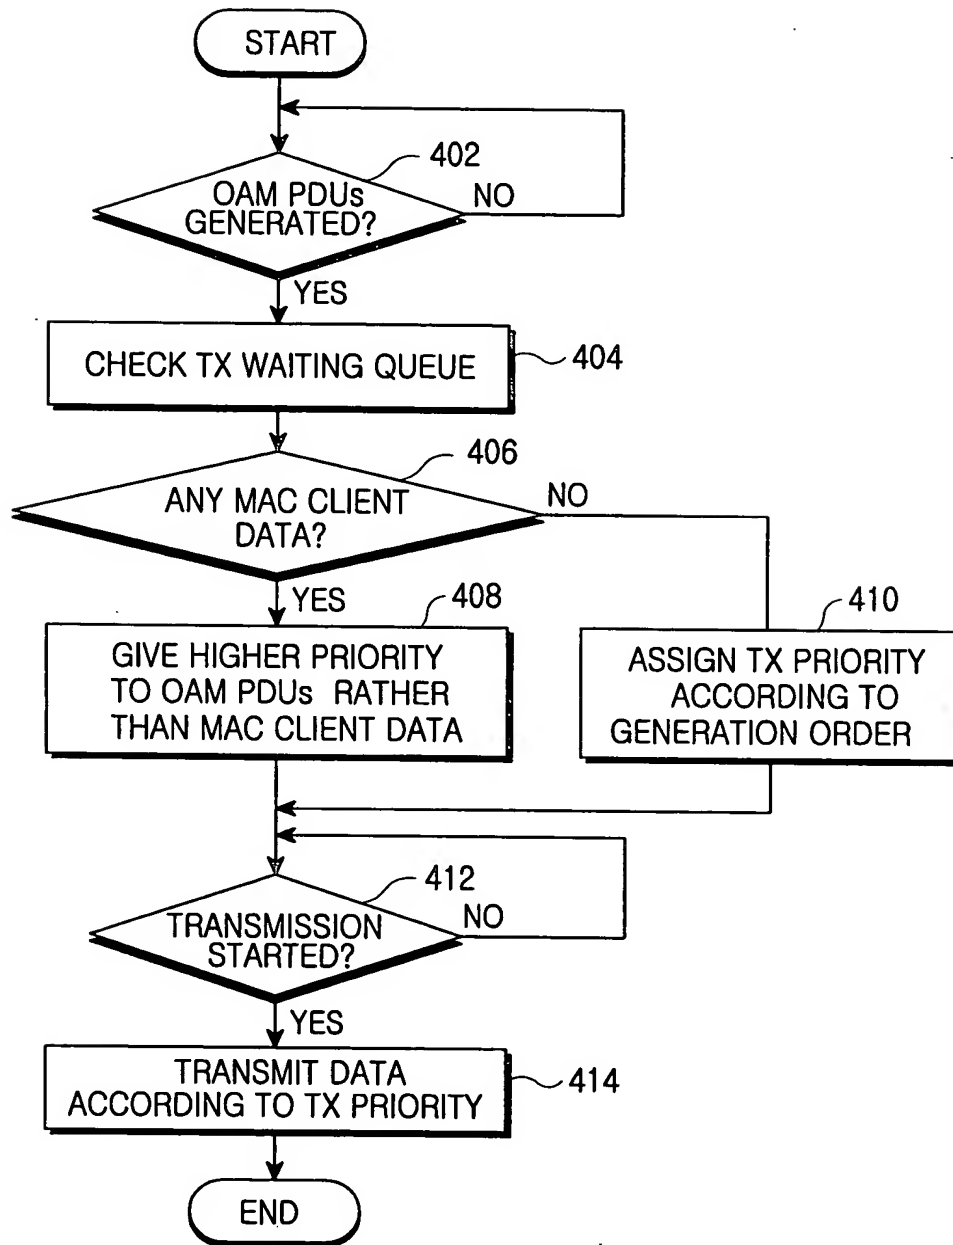 START
402
OAM PDUs
GENERATED?
NO
YES
CHECK TX WAITING QUEUE
404
406
ANY MAC CLIENT
DATA?
NO
YES
408
GIVE HIGHER PRIORITY
TO OAM PDUs RATHER
THAN MAC CLIENT DATA
410
ASSIGN TX PRIORITY
ACCORDING TO
GENERATION ORDER
412
TRANSMISSION
STARTED?
NO
YES
TRANSMIT DATA
ACCORDING TO TX PRIORITY
414
END